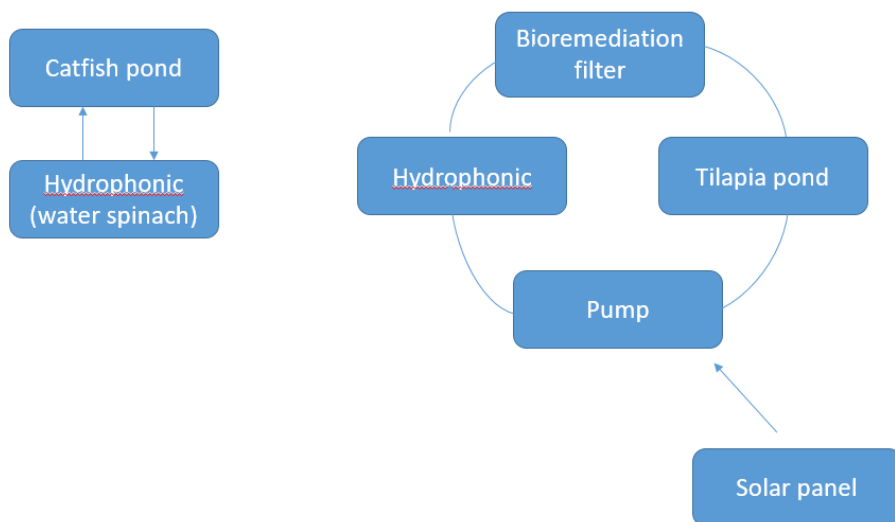 Catfish pond
Hydrophonic
(water spinach)
Bioremediation
filter
Hydrophonic
Tilapia pond
Pump
Solar panel